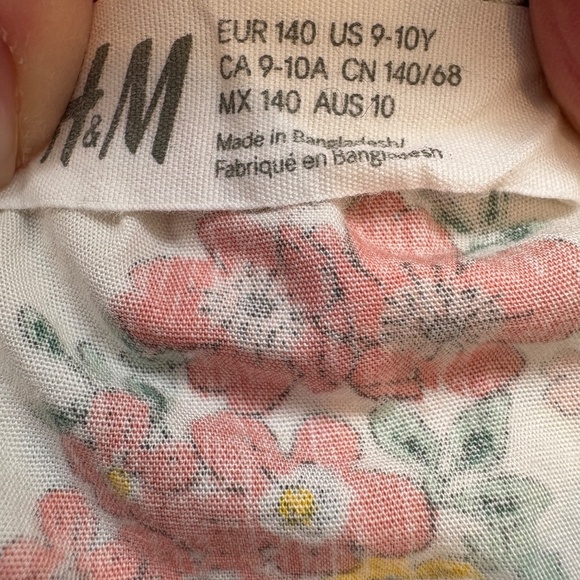 H&M
EUR 140 US 9-10Y
CA 9-10A CN 140/68
MX 140 AUS 10
Made in Bangladesh/
Fabriqué en Bangladesh